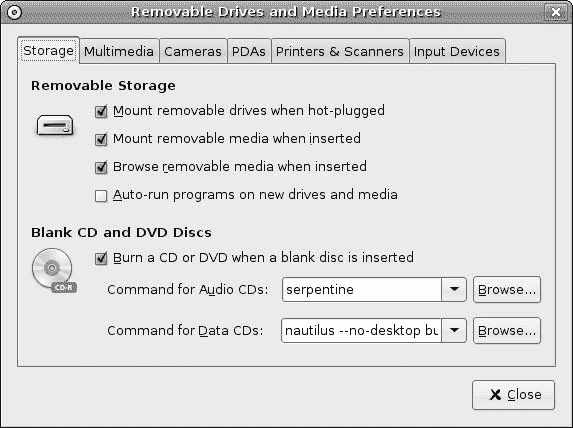 Removable Drives and Media Preferences
Storage Multimedia Cameras PDAs Printers & Scanners Input Devices
Removable Storage
Mount removable drives when hot-plugged
Mount removable media when inserted
Browse removable media when inserted
Auto-run programs on new drives and media
Blank CD and DVD Discs
Burn a CD or DVD when a blank disc is inserted
CD-R
Command for Audio CDs: serpentine Browse...
Command for Data CDs: nautilus --no-desktop bu Browse...
Close